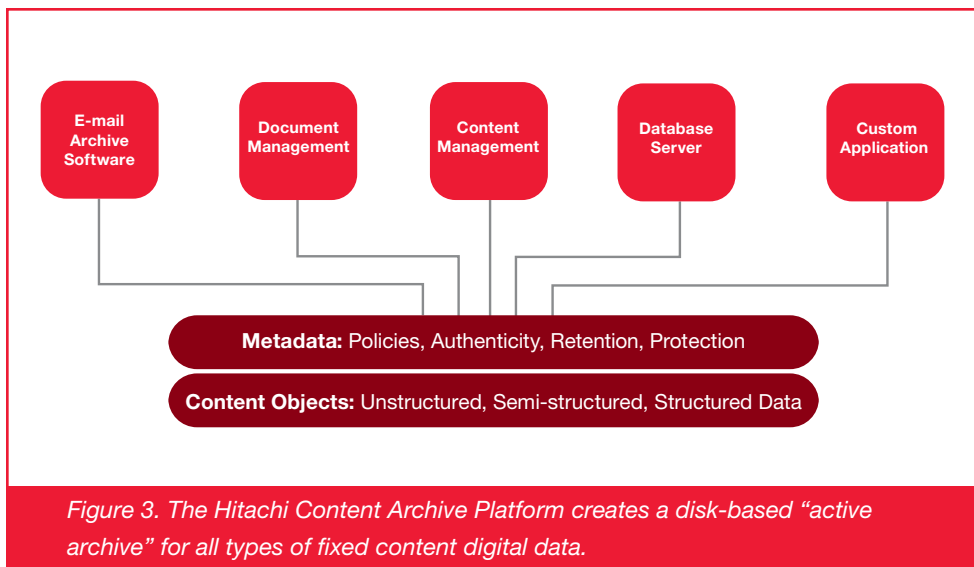 E-mail
Archive
Software
Document
Management
Content
Management
Database
Server
Custom
Application
Metadata: Policies, Authenticity, Retention, Protection
Content Objects: Unstructured, Semi-structured, Structured Data
Figure 3. The Hitachi Content Archive Platform creates a disk-based “active
archive” for all types of fixed content digital data.